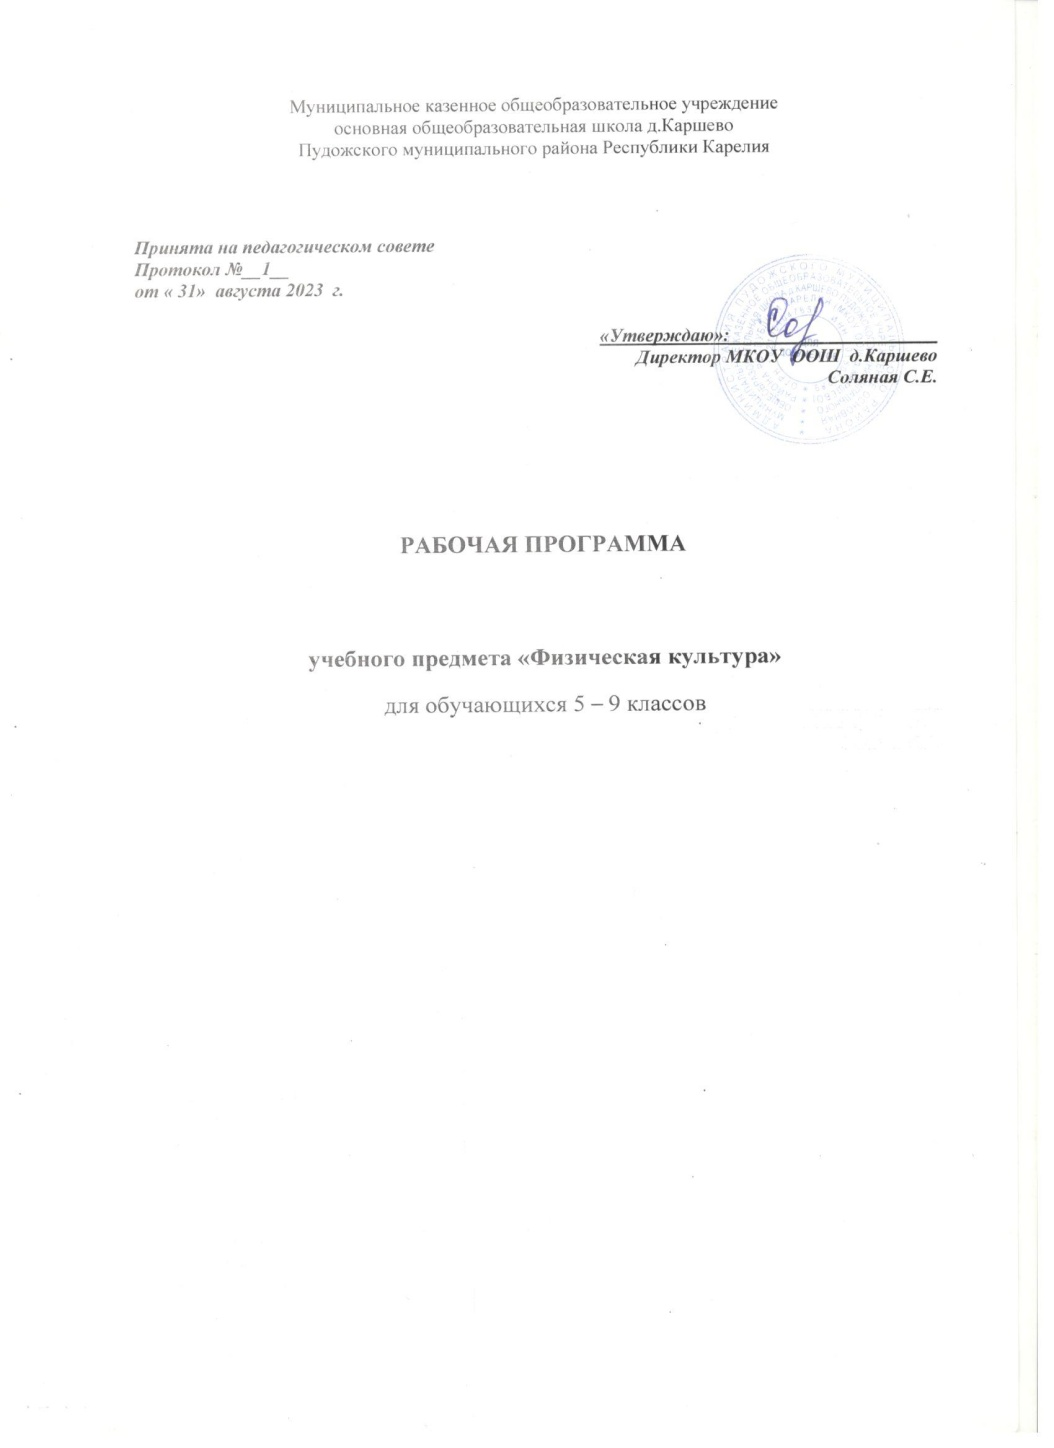 Муниципальное казенное общеобразовательное учреждение
основная общеобразовательная школа д.Каршево
Пудожского муниципального района Республики Карелия
Принята на педагогическом совете
Протокол №__1__
от « 31» августа 2023 г.
«Утверждаю»:
Директор МКОУ ООШ д.Каршево
Соляная С.Е.
РАБОЧАЯ ПРОГРАММА
учебного предмета «Физическая культура»
для обучающихся 5 – 9 классов